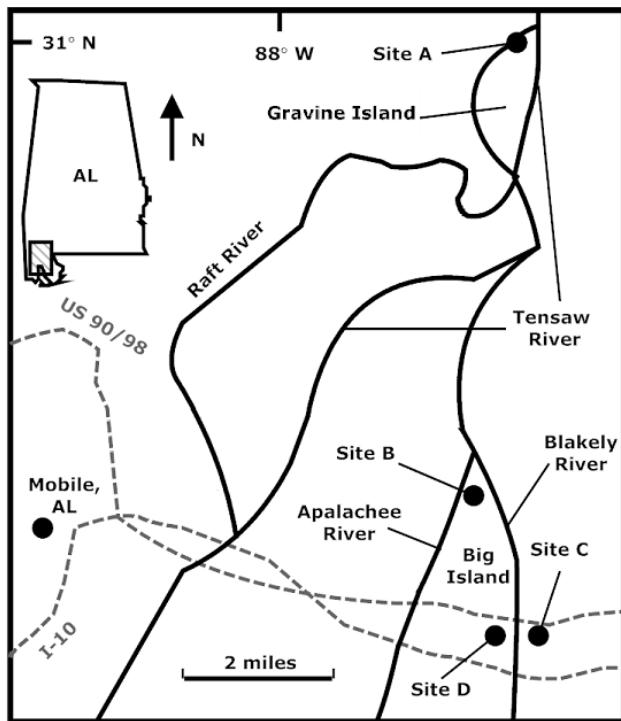 31° N
88° W
Site A
Gravine Island
N
AL
Raft River
US 90/98
Tensaw
River
Site B
Blakely
River
Mobile,
AL
Apalachee
River
Big
Island
Site C
I-10
2 miles
Site D